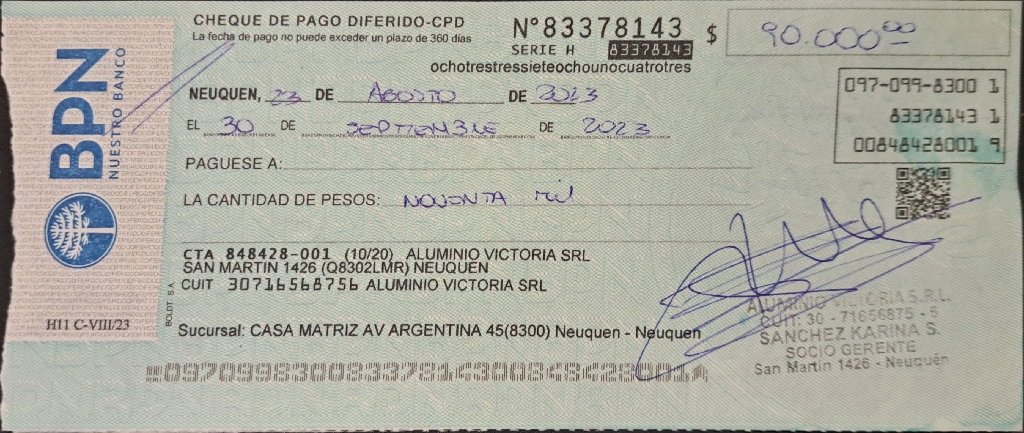 BPN
NUESTRO BANCO
H11 C-VIII/23
BOLDT S.A
CHEQUE DE PAGO DIFERIDO-CPD
La fecha de pago no puede exceder un plazo de 360 días
N°83378143
SERIE H 83378143
ochotrestressieteochounocuatrotres
$ 90.000,00
097-099-8300 1
83378143 1
00848428001 9
NEUQUEN, 23 DE AGOSTO DE 2023
EL 30 DE SEPTIEMBRE DE 2023
PAGUESE A:
LA CANTIDAD DE PESOS: NOVENTA mil
CTA 848428-001 (10/20) ALUMINIO VICTORIA SRL
SAN MARTIN 1426 (Q8302LMR) NEUQUEN
CUIT 30716568756 ALUMINIO VICTORIA SRL
Sucursal: CASA MATRIZ AV ARGENTINA 45(8300) Neuquen - Neuquen
ALUMINIO VICTORIA S.R.L.
CUIT: 30 - 71656875 - 6
SANCHEZ KARINA S.
SOCIO GERENTE
San Martin 1426 - Neuquén
09709983008337814300848428001